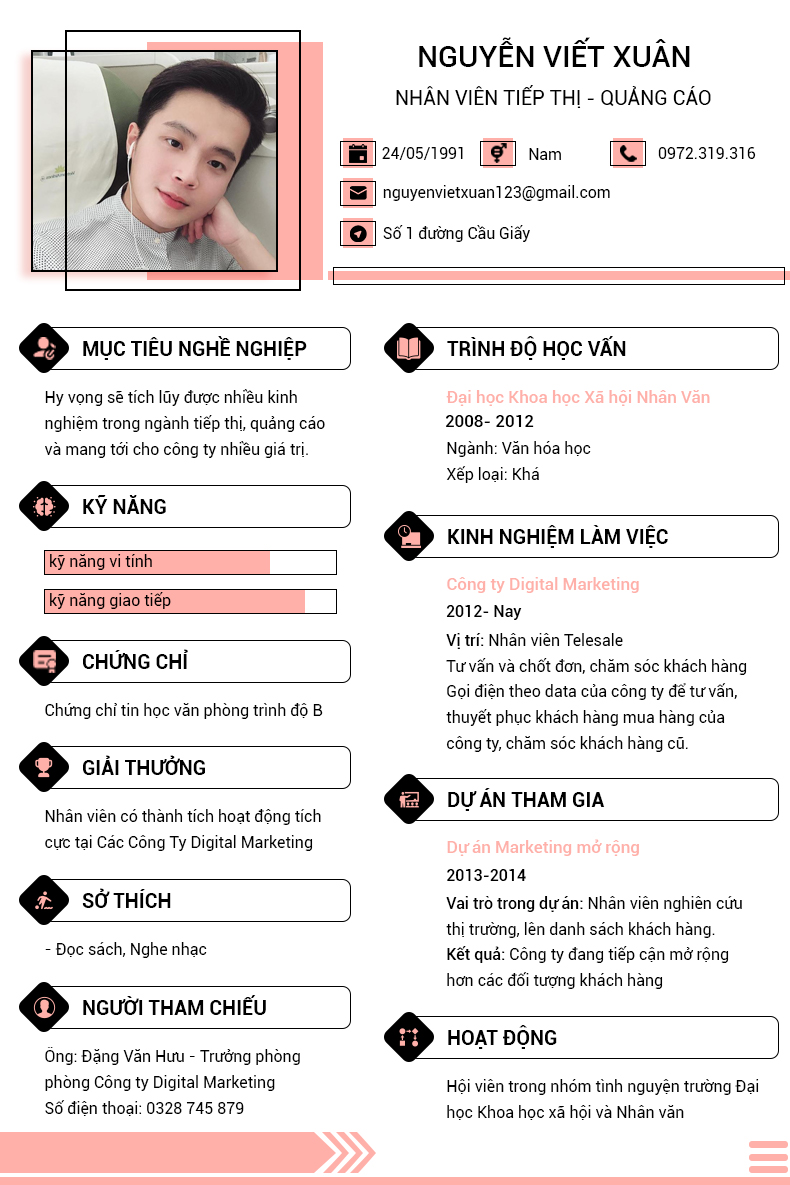 NGUYỄN VIẾT XUÂN
NHÂN VIÊN TIẾP THỊ - QUẢNG CÁO
24/05/1991
Nam
0972.319.316
nguyenvietxuan123@gmail.com
Số 1 đường Cầu Giấy
MỤC TIÊU NGHỀ NGHIỆP
Hy vọng sẽ tích lũy được nhiều kinh
nghiệm trong ngành tiếp thị, quảng cáo
và mang tới cho công ty nhiều giá trị.
KỸ NĂNG
kỹ năng vi tính
kỹ năng giao tiếp
CHỨNG CHỈ
Chứng chỉ tin học văn phòng trình độ B
GIẢI THƯỞNG
Nhân viên có thành tích hoạt động tích
cực tại Các Công Ty Digital Marketing
SỞ THÍCH
- Đọc sách, Nghe nhạc
NGƯỜI THAM CHIẾU
Ông: Đặng Văn Hưu - Trưởng phòng
phòng Công ty Digital Marketing
Số điện thoại: 0328 745 879
TRÌNH ĐỘ HỌC VẤN
Đại học Khoa học Xã hội Nhân Văn
2008- 2012
Ngành: Văn hóa học
Xếp loại: Khá
KINH NGHIỆM LÀM VIỆC
Công ty Digital Marketing
2012- Nay
Vị trí: Nhân viên Telesale
Tư vấn và chốt đơn, chăm sóc khách hàng
Gọi điện theo data của công ty để tư vấn,
thuyết phục khách hàng mua hàng của
công ty, chăm sóc khách hàng cũ.
DỰ ÁN THAM GIA
Dự án Marketing mở rộng
2013-2014
Vai trò trong dự án: Nhân viên nghiên cứu
thị trường, lên danh sách khách hàng.
Kết quả: Công ty đang tiếp cận mở rộng
hơn các đối tượng khách hàng
HOẠT ĐỘNG
Hội viên trong nhóm tình nguyện trường Đại
học Khoa học xã hội và Nhân văn